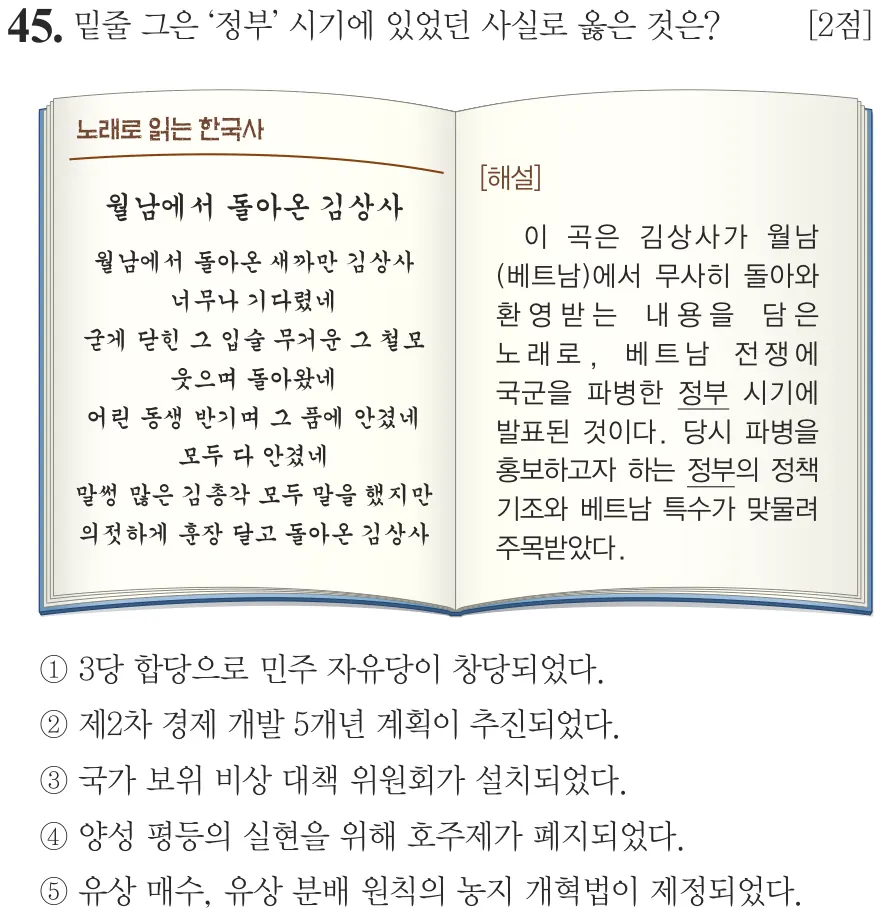 45. 밑줄 그은 ‘정부’ 시기에 있었던 사실로 옳은 것은? [2점]
노래로 읽는 한국사
월남에서 돌아온 김상사
월남에서 돌아온 새까만 김상사
너무나 기다렸네
굳게 닫힌 그 입술 무거운 그 철모
웃으며 돌아왔네
어린 동생 반기며 그 품에 안겼네
모두 다 안겼네
말썽 많은 김총각 모두 말을 했지만
의젓하게 훈장 달고 돌아온 김상사
[해설]
이 곡은 김상사가 월남
(베트남)에서 무사히 돌아와
환영받는 내용을 담은
노래로, 베트남 전쟁에
국군을 파병한 정부 시기에
발표된 것이다. 당시 파병을
홍보하고자 하는 정부의 정책
기조와 베트남 특수가 맞물려
주목받았다.
① 3당 합당으로 민주 자유당이 창당되었다.
② 제2차 경제 개발 5개년 계획이 추진되었다.
③ 국가 보위 비상 대책 위원회가 설치되었다.
④ 양성 평등의 실현을 위해 호주제가 폐지되었다.
⑤ 유상 매수, 유상 분배 원칙의 농지 개혁법이 제정되었다.